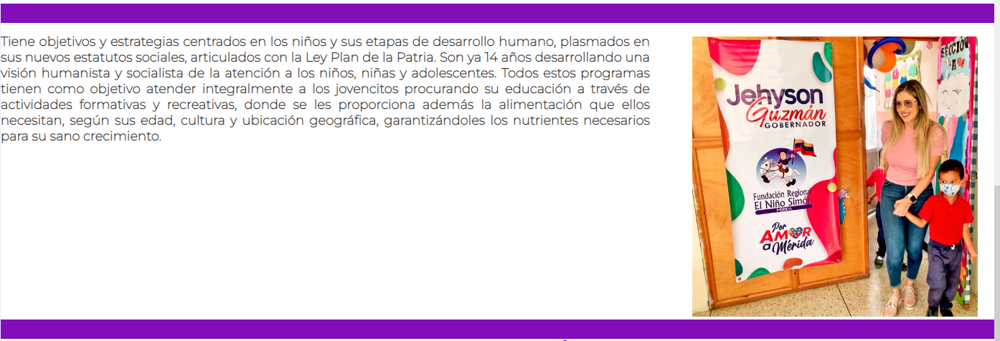 Tiene objetivos y estrategias centrados en los niños y sus etapas de desarrollo humano, plasmados en
sus nuevos estatutos sociales, articulados con la Ley Plan de la Patria. Son ya 14 años desarrollando una
visión humanista y socialista de la atención a los niños, niñas y adolescentes. Todos estos programas
tienen como objetivo atender integralmente a los jovencitos procurando su educación a través de
actividades formativas y recreativas, donde se les proporciona además la alimentación que ellos
necesitan, según sus edad, cultura y ubicación geográfica, garantizándoles los nutrientes necesarios
para su sano crecimiento.
Jehyson
Guzmán
GOBERNADOR
Fundación Regional
El Niño Simón
MÉRIDA
Por
AMOR
a Mérida
SECCIÓN
"A"